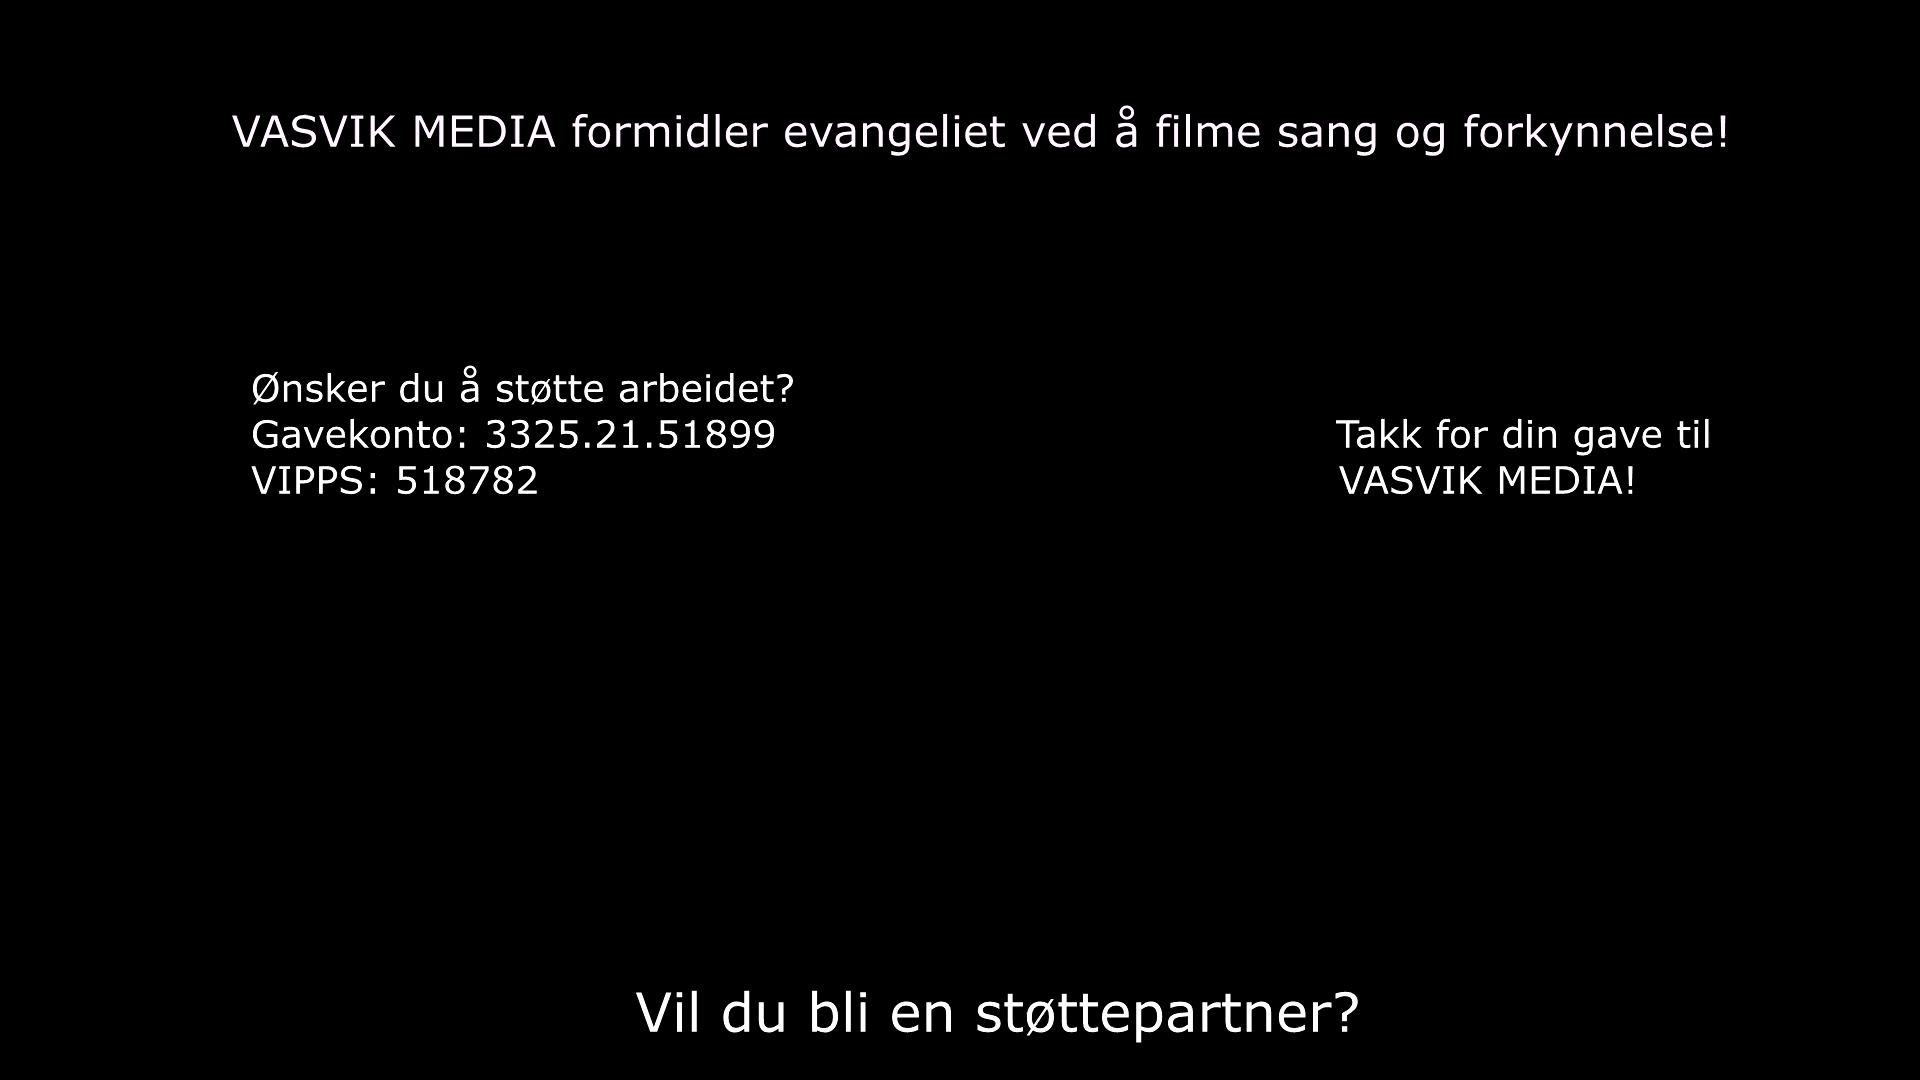 VASVIK MEDIA formidler evangeliet ved å filme sang og forkynnelse!
Ønsker du å støtte arbeidet?
Gavekonto: 3325.21.51899
VIPPS: 518782
Takk for din gave til
VASVIK MEDIA!
Vil du bli en støttepartner?